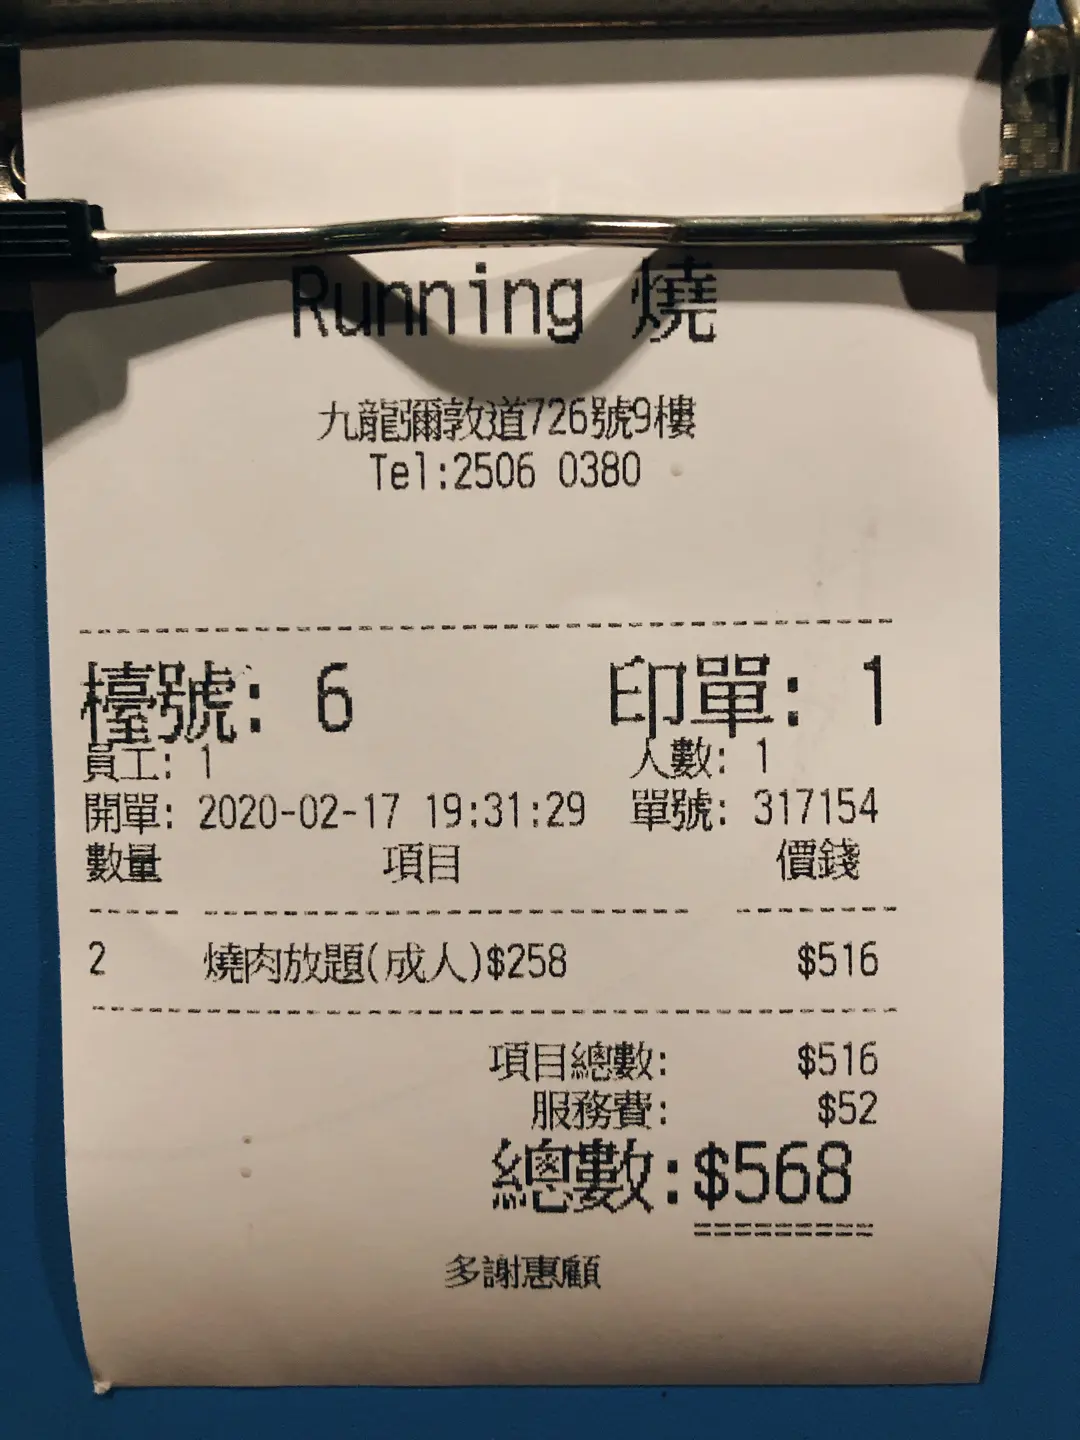 Running 燒
九龍彌敦道726號9樓
Tel:2506 0380
檯號: 6 印單: 1
員工: 1 人數: 1
開單: 2020-02-17 19:31:29 單號: 317154
數量 項目 價錢
2 燒肉放題(成人)$258 $516
項目總數: $516
服務費: $52
總數:$568
多謝惠顧